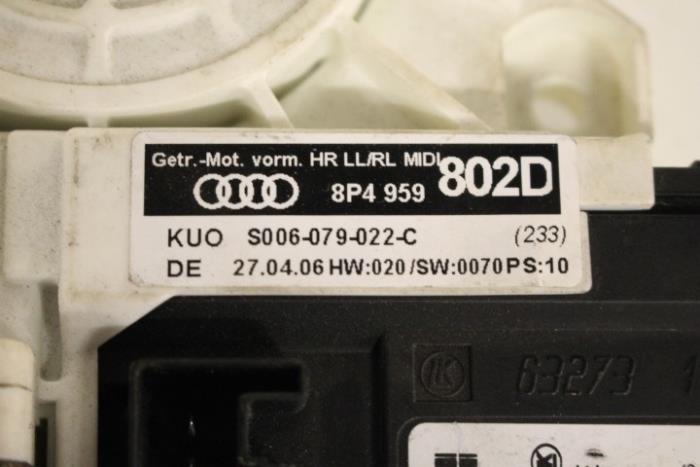 Getr.-Mot. vorm. HR LL/RL MIDI
8P4 959 802D
KUO S006-079-022-C (233)
DE 27.04.06 HW:020/SW:0070 PS:10
63273 1